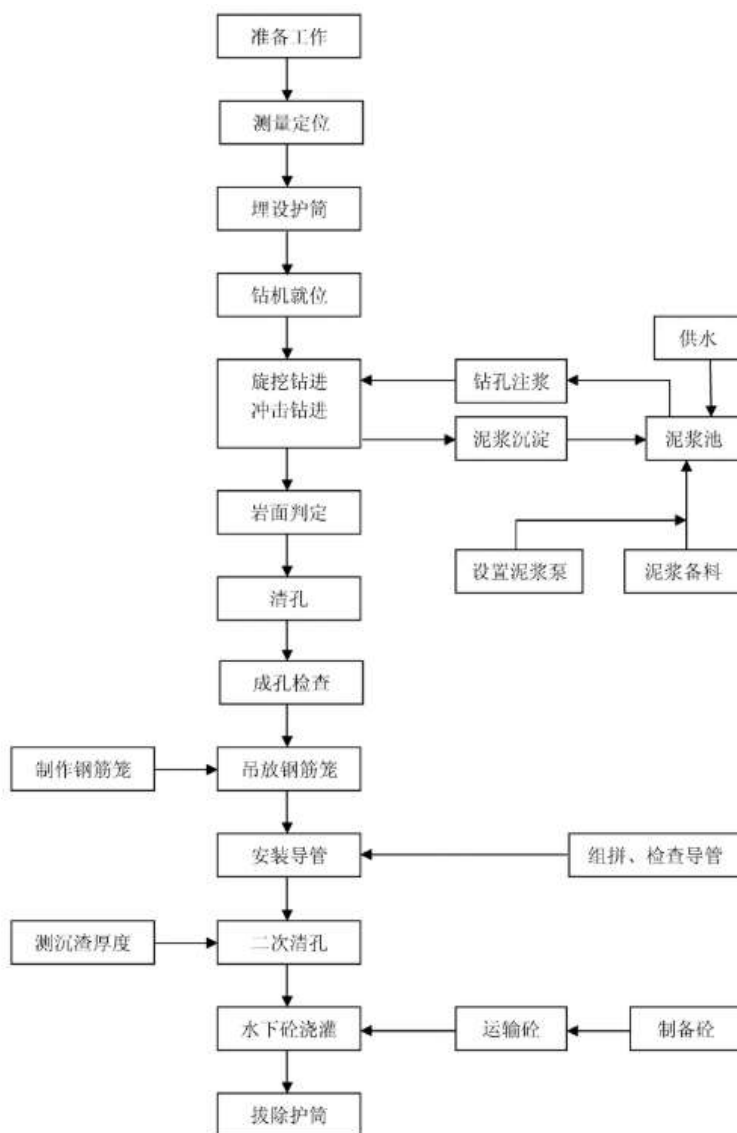 准备工作
测量定位
埋设护筒
钻机就位
供水
旋挖钻进
冲击钻进
钻孔注浆
泥浆沉淀
泥浆池
岩面判定
设置泥浆泵
泥浆备料
清孔
成孔检查
制作钢筋笼
吊放钢筋笼
安装导管
组拼、检查导管
测沉渣厚度
二次清孔
水下砼浇灌
运输砼
制备砼
拔除护筒